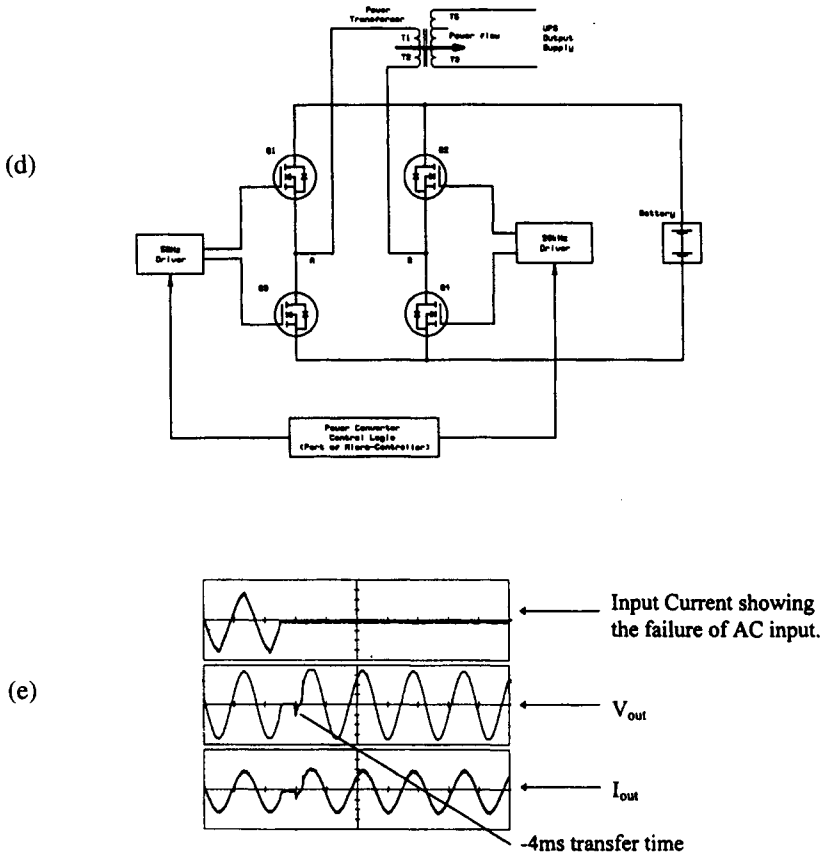 (d)
Power
Transformer
T1
T2
T5
T3
Power flow
UPS
Output
Supply
Q1
Q2
Battery
50Hz
Driver
A
B
Driver
Q3
Q4
Power Converter
Control Logic
(Part of Micro-Controller)
(e)
Input Current showing
the failure of AC input.
Vout
Iout
-4ms transfer time